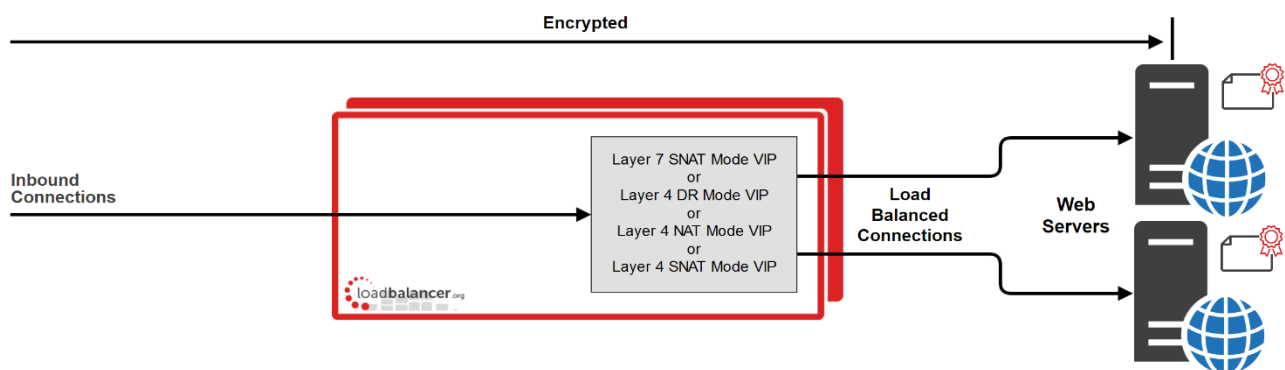 Encrypted
Inbound
Connections
Layer 7 SNAT Mode VIP
or
Layer 4 DR Mode VIP
or
Layer 4 NAT Mode VIP
or
Layer 4 SNAT Mode VIP
Load
Balanced
Connections
Web
Servers
loadbalancer.org